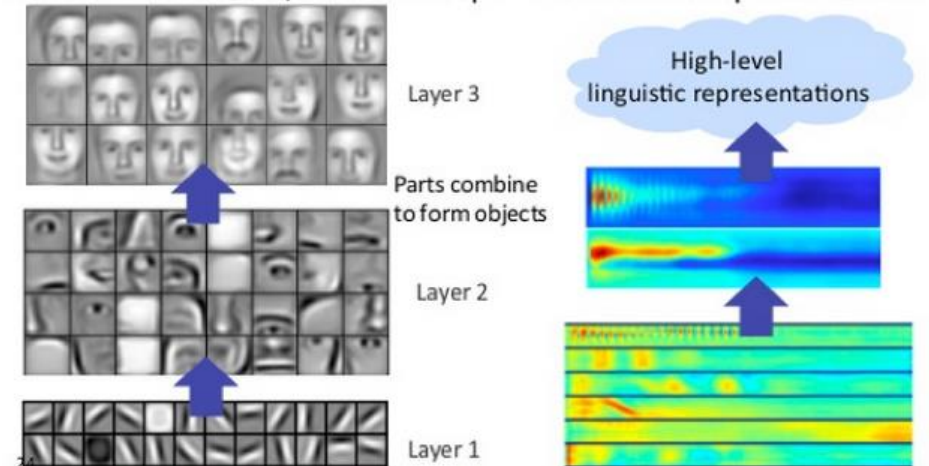 High-level
linguistic representations
Layer 3
Parts combine
to form objects
Layer 2
Layer 1